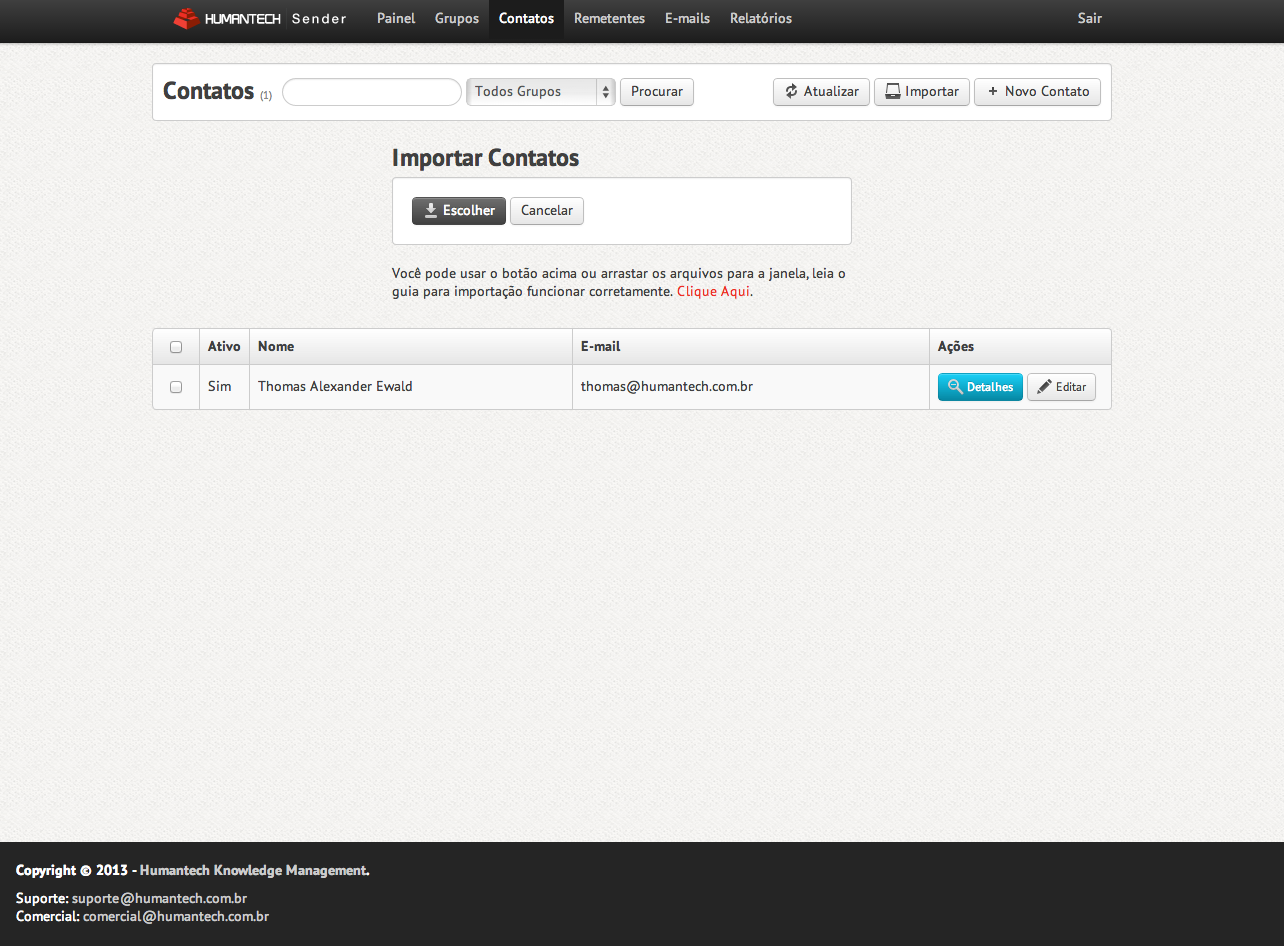 HUMANTECH Sender Painel Grupos Contatos Remetentes E-mails Relatórios Sair
Contatos (1) Todos Grupos Procurar Atualizar Importar + Novo Contato
Importar Contatos
Escolher Cancelar
Você pode usar o botão acima ou arrastar os arquivos para a janela, leia o
guia para importação funcionar corretamente. Clique Aqui.
Ativo Nome E-mail Ações
Sim Thomas Alexander Ewald thomas@humantech.com.br Detalhes Editar
Copyright © 2013 - Humantech Knowledge Management.
Suporte: suporte@humantech.com.br
Comercial: comercial@humantech.com.br